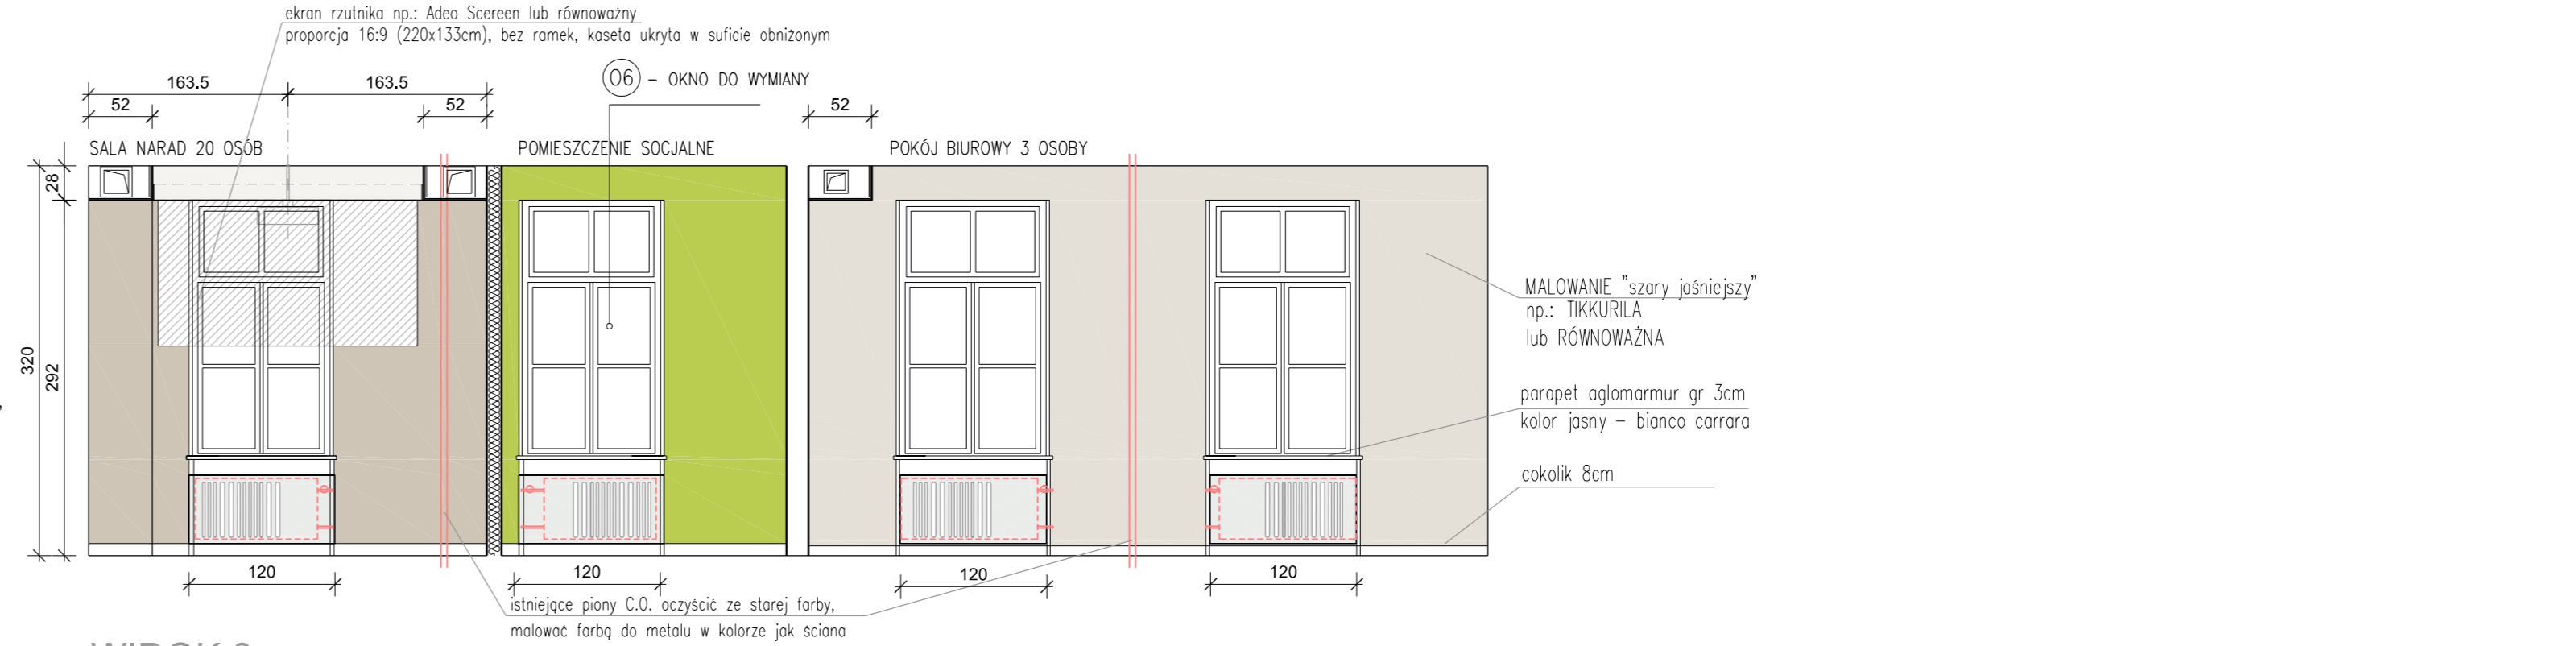 ekran rzutnika np.: Adeo Scereen lub równoważny
proporcja 16:9 (220x133cm), bez ramek, kaseta ukryta w suficie obniżonym
163.5 163.5
06 – OKNO DO WYMIANY
52 52 52
SALA NARAD 20 OSÓB POMIESZCZENIE SOCJALNE POKÓJ BIUROWY 3 OSOBY
28
MALOWANIE "szary jaśniejszy"
np.: TIKKURILA
lub RÓWNOWAŻNA
320
292
parapet aglomarmur gr 3cm
kolor jasny – bianco carrara
cokolik 8cm
120 120 120 120
istniejące piony C.O. oczyścić ze starej farby,
malować farbą do metalu w kolorze jak ściana